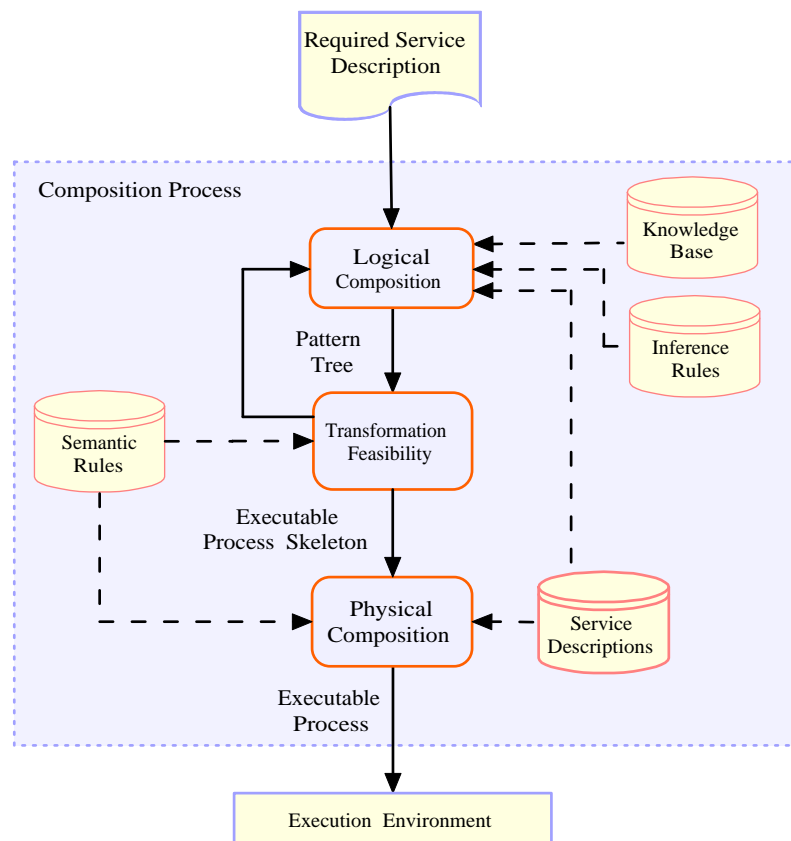 Required Service
Description
Composition Process
Knowledge
Base
Logical
Composition
Pattern
Tree
Inference
Rules
Semantic
Rules
Transformation
Feasibility
Executable
Process Skeleton
Physical
Composition
Service
Descriptions
Executable
Process
Execution Environment